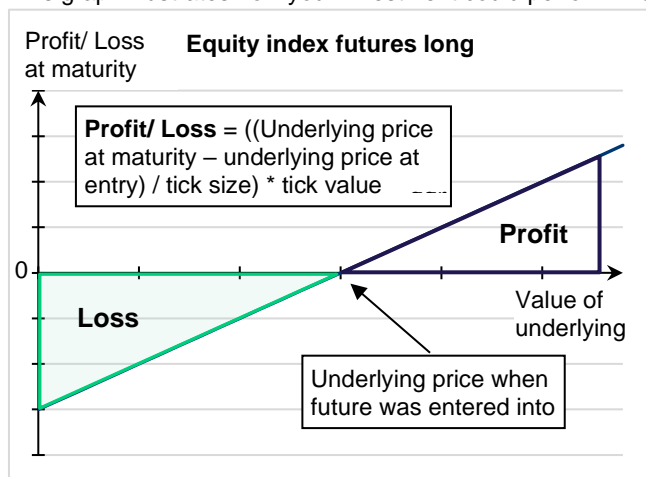 Profit/ Loss
at maturity
Equity index futures long
Profit/ Loss = ((Underlying price
at maturity – underlying price at
entry) / tick size) * tick value
Profit
0
Value of
underlying
Loss
Underlying price when
future was entered into